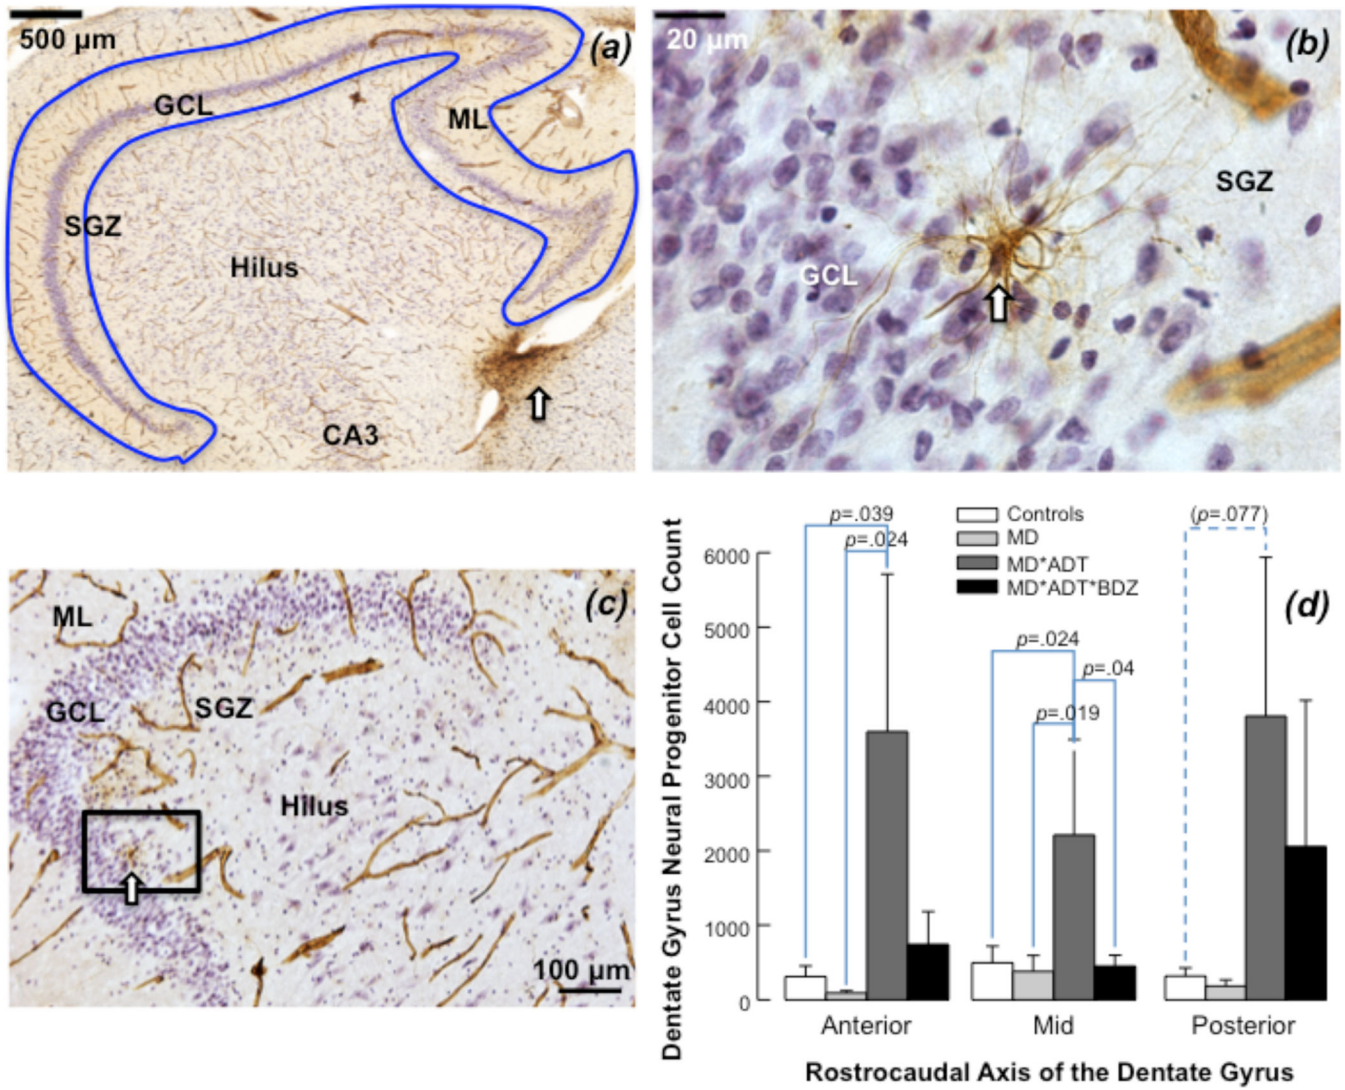 500 µm
(a)
GCL
ML
SGZ
Hilus
CA3
20 µm
(b)
SGZ
GCL
(c)
ML
SGZ
GCL
Hilus
100 µm
Dentate Gyrus Neural Progenitor Cell Count
6000
5000
4000
3000
2000
1000
0
p=.039
p=.024
p=.024
p=.04
p=.019
(p=.077)
Controls
MD
MD*ADT
MD*ADT*BDZ
(d)
Anterior
Mid
Posterior
Rostrocaudal Axis of the Dentate Gyrus